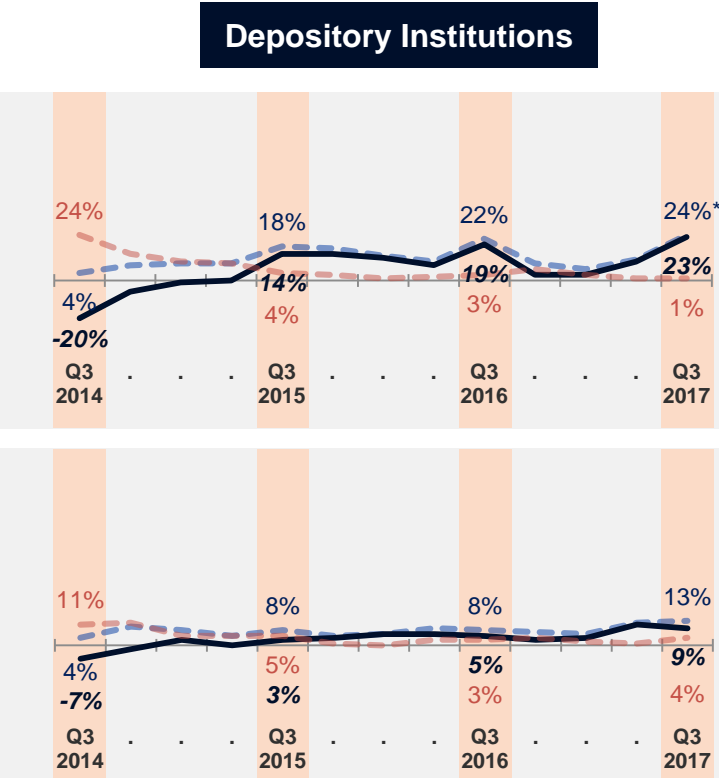 Depository Institutions
24% 18% 22% 24%*
4% 14% 19% 23%
-20% 4% 3% 1%
Q3 . . . Q3 . . . Q3 . . . Q3
2014 2015 2016 2017
11% 8% 8% 13%
4% 5% 5% 9%
-7% 3% 3% 4%
Q3 . . . Q3 . . . Q3 . . . Q3
2014 2015 2016 2017